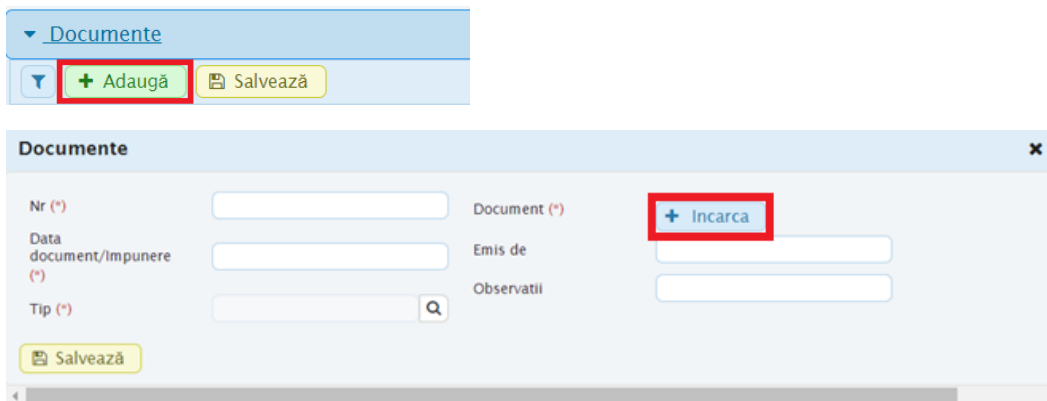 Documente
+ Adaugă Salvează
Documente
Nr (*)
Document (*) + Incarca
Data
document/Impunere
(*)
Emis de
Observatii
Tip (*)
Salvează